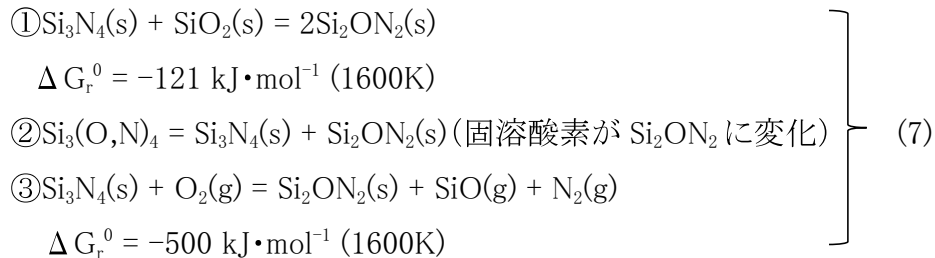 ①Si₃N₄(s) + SiO₂(s) = 2Si₂ON₂(s)
ΔGᵣ⁰ = −121 kJ・mol⁻¹ (1600K)
②Si₃(O,N)₄ = Si₃N₄(s) + Si₂ON₂(s)(固溶酸素が Si₂ON₂ に変化) (7)
③Si₃N₄(s) + O₂(g) = Si₂ON₂(s) + SiO(g) + N₂(g)
ΔGᵣ⁰ = −500 kJ・mol⁻¹ (1600K)